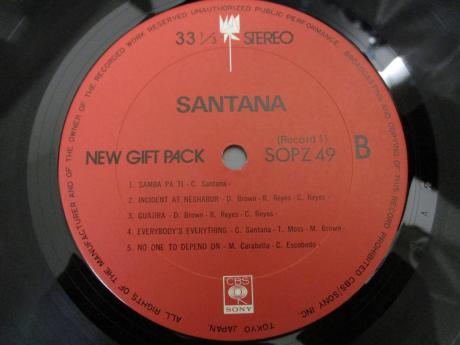 33 1/3 STEREO
SANTANA
(Record 1)
NEW GIFT PACK SOPZ 49 B
1. SAMBA PA TI - C. Santana -
2. INCIDENT AT NESHABUR - D. Brown - R. Reyes - C. Reyes -
3. GUAJIRA - D. Brown - R. Reyes - C. Reyes -
4. EVERYBODY'S EVERYTHING - C. Santana - T. Moss - M. Brown -
5. NO ONE TO DEPEND ON - M. Carabella - C. Escobedo -
CBS
SONY
ALL RIGHTS OF THE MANUFACTURER AND OF THE OWNER OF THE RECORDED WORK RESERVED UNAUTHORIZED PUBLIC PERFORMANCE, BROADCASTING AND COPYING OF THIS RECORD PROHIBITED CBS/SONY INC. TOKYO JAPAN.